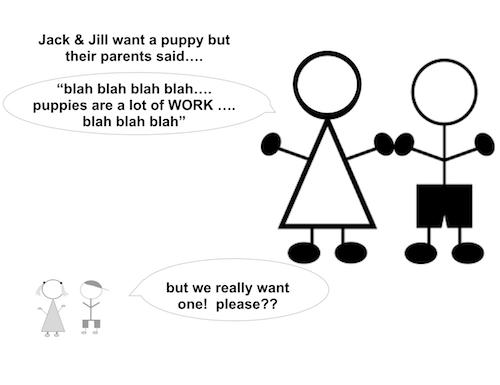 Jack & Jill want a puppy but
their parents said....
“blah blah blah blah....
puppies are a lot of WORK ....
blah blah blah”
but we really want
one!  please??